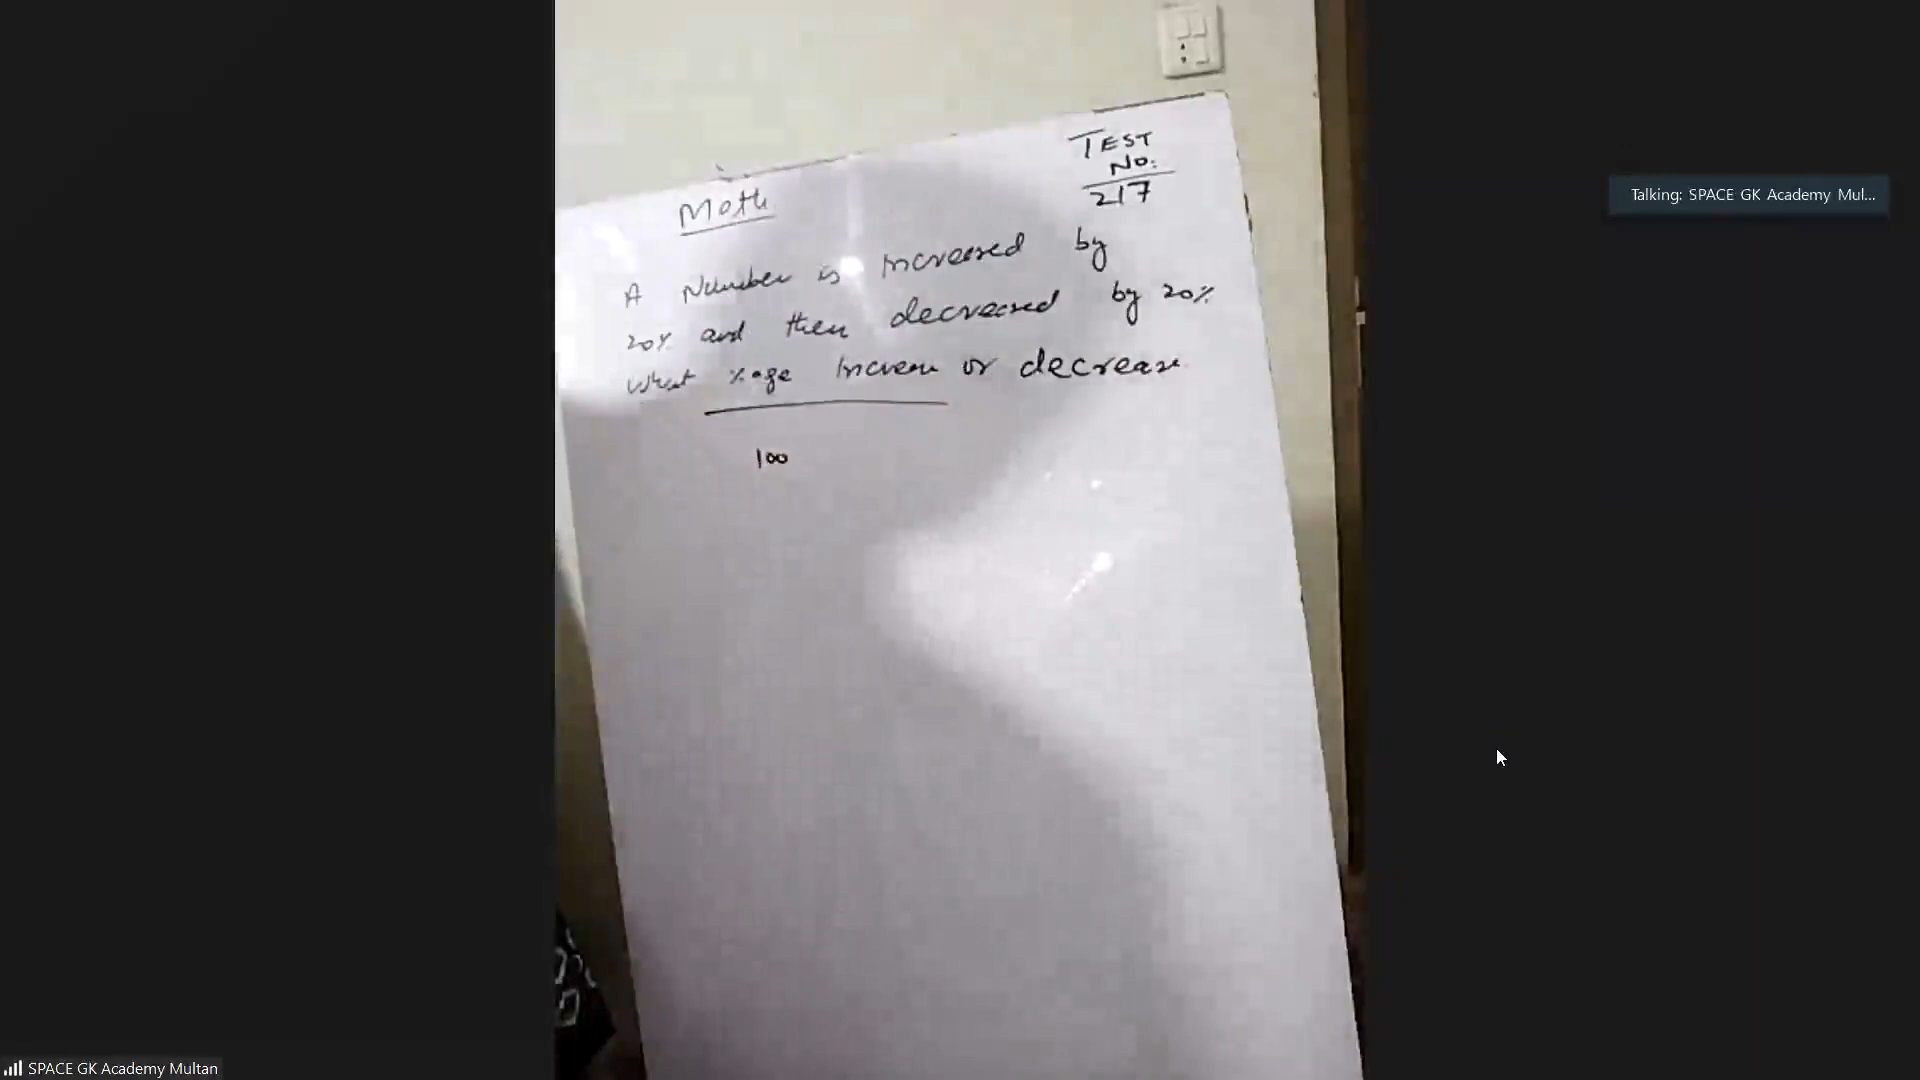 TEST
No.
217
Math
A Number is increased by
20% and then decreased by 20%
What %age increase or decrease
100
Talking: SPACE GK Academy Mul...
SPACE GK Academy Multan